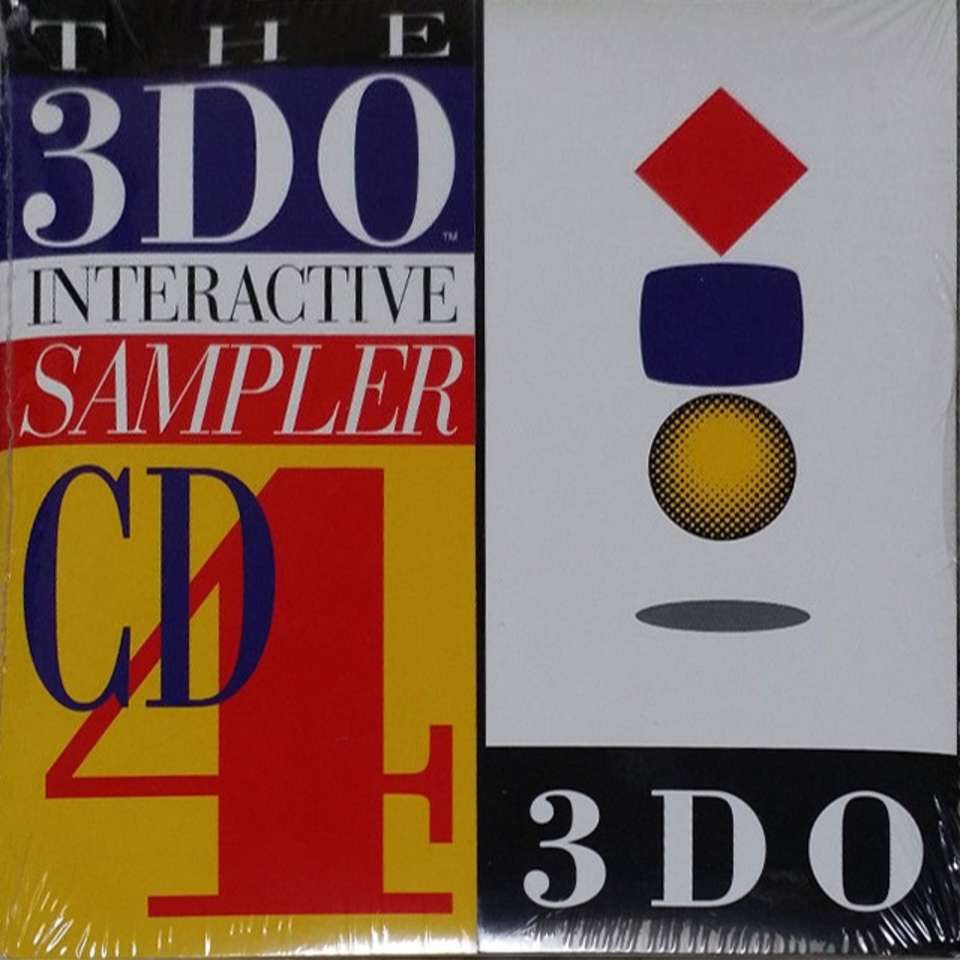 THE
3DO™
INTERACTIVE
SAMPLER
CD
4
3DO